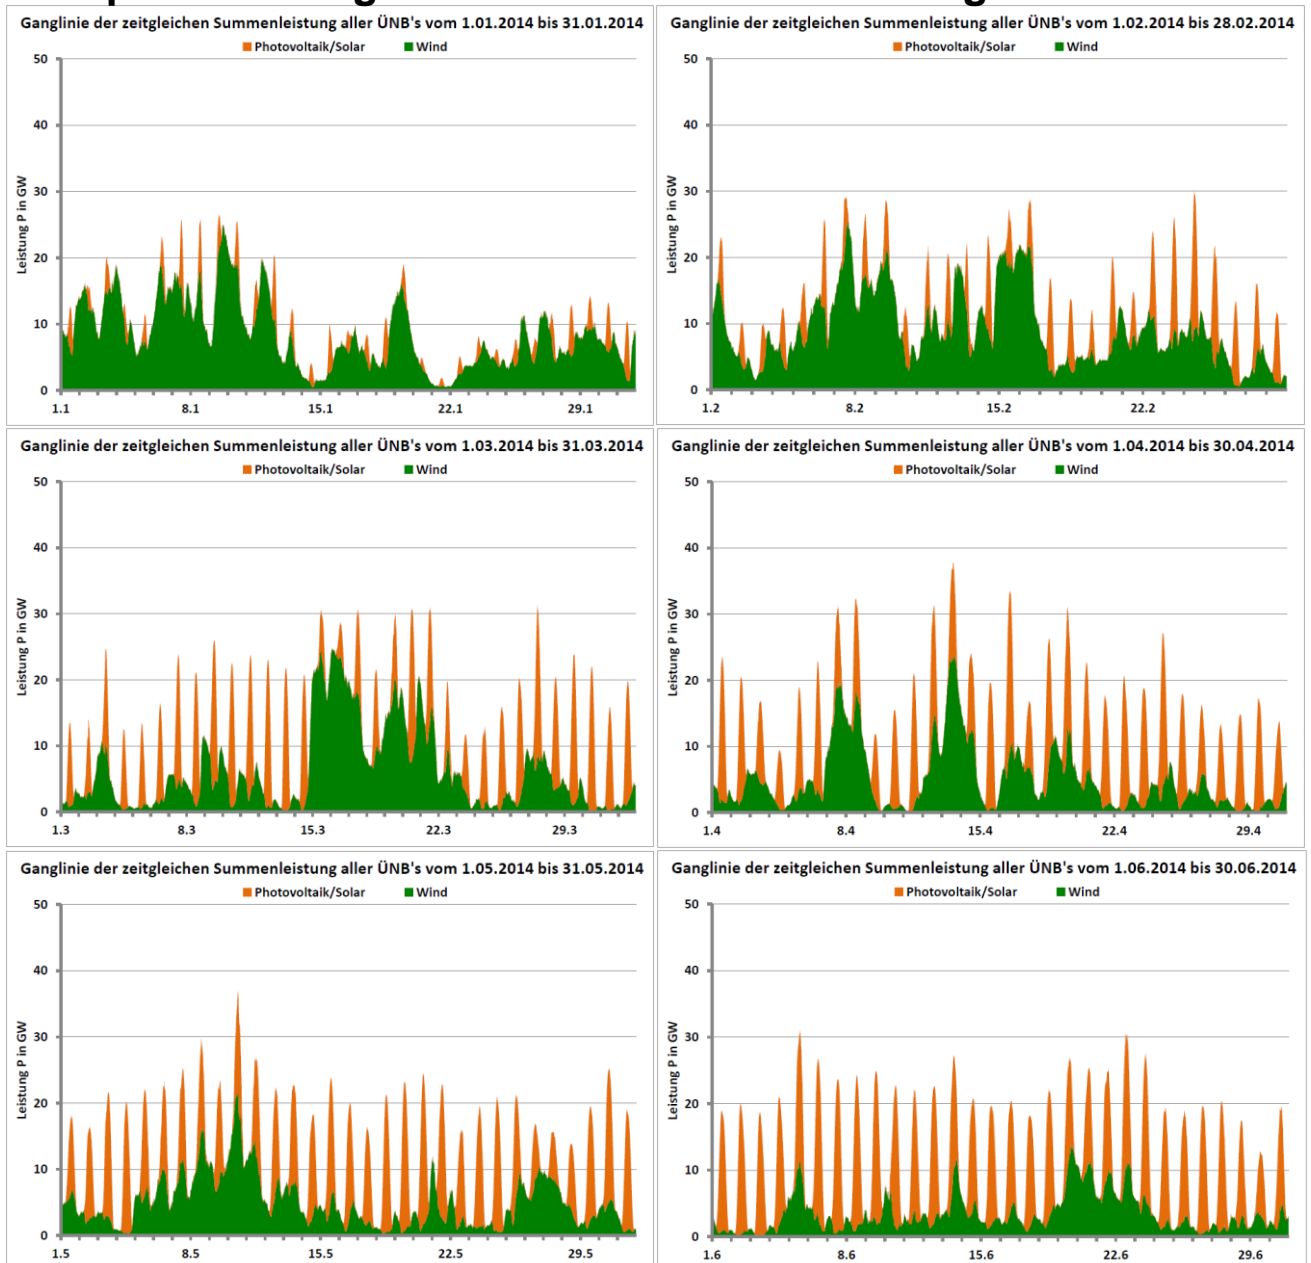 Ganglinie der zeitgleichen Summenleistung aller ÜNB's vom 1.01.2014 bis 31.01.2014
Photovoltaik/Solar Wind
Leistung P in GW
50
40
30
20
10
0
1.1 8.1 15.1 22.1 29.1
Ganglinie der zeitgleichen Summenleistung aller ÜNB's vom 1.02.2014 bis 28.02.2014
Photovoltaik/Solar Wind
Leistung P in GW
50
40
30
20
10
0
1.2 8.2 15.2 22.2
Ganglinie der zeitgleichen Summenleistung aller ÜNB's vom 1.03.2014 bis 31.03.2014
Photovoltaik/Solar Wind
Leistung P in GW
50
40
30
20
10
0
1.3 8.3 15.3 22.3 29.3
Ganglinie der zeitgleichen Summenleistung aller ÜNB's vom 1.04.2014 bis 30.04.2014
Photovoltaik/Solar Wind
Leistung P in GW
50
40
30
20
10
0
1.4 8.4 15.4 22.4 29.4
Ganglinie der zeitgleichen Summenleistung aller ÜNB's vom 1.05.2014 bis 31.05.2014
Photovoltaik/Solar Wind
Leistung P in GW
50
40
30
20
10
0
1.5 8.5 15.5 22.5 29.5
Ganglinie der zeitgleichen Summenleistung aller ÜNB's vom 1.06.2014 bis 30.06.2014
Photovoltaik/Solar Wind
Leistung P in GW
50
40
30
20
10
0
1.6 8.6 15.6 22.6 29.6